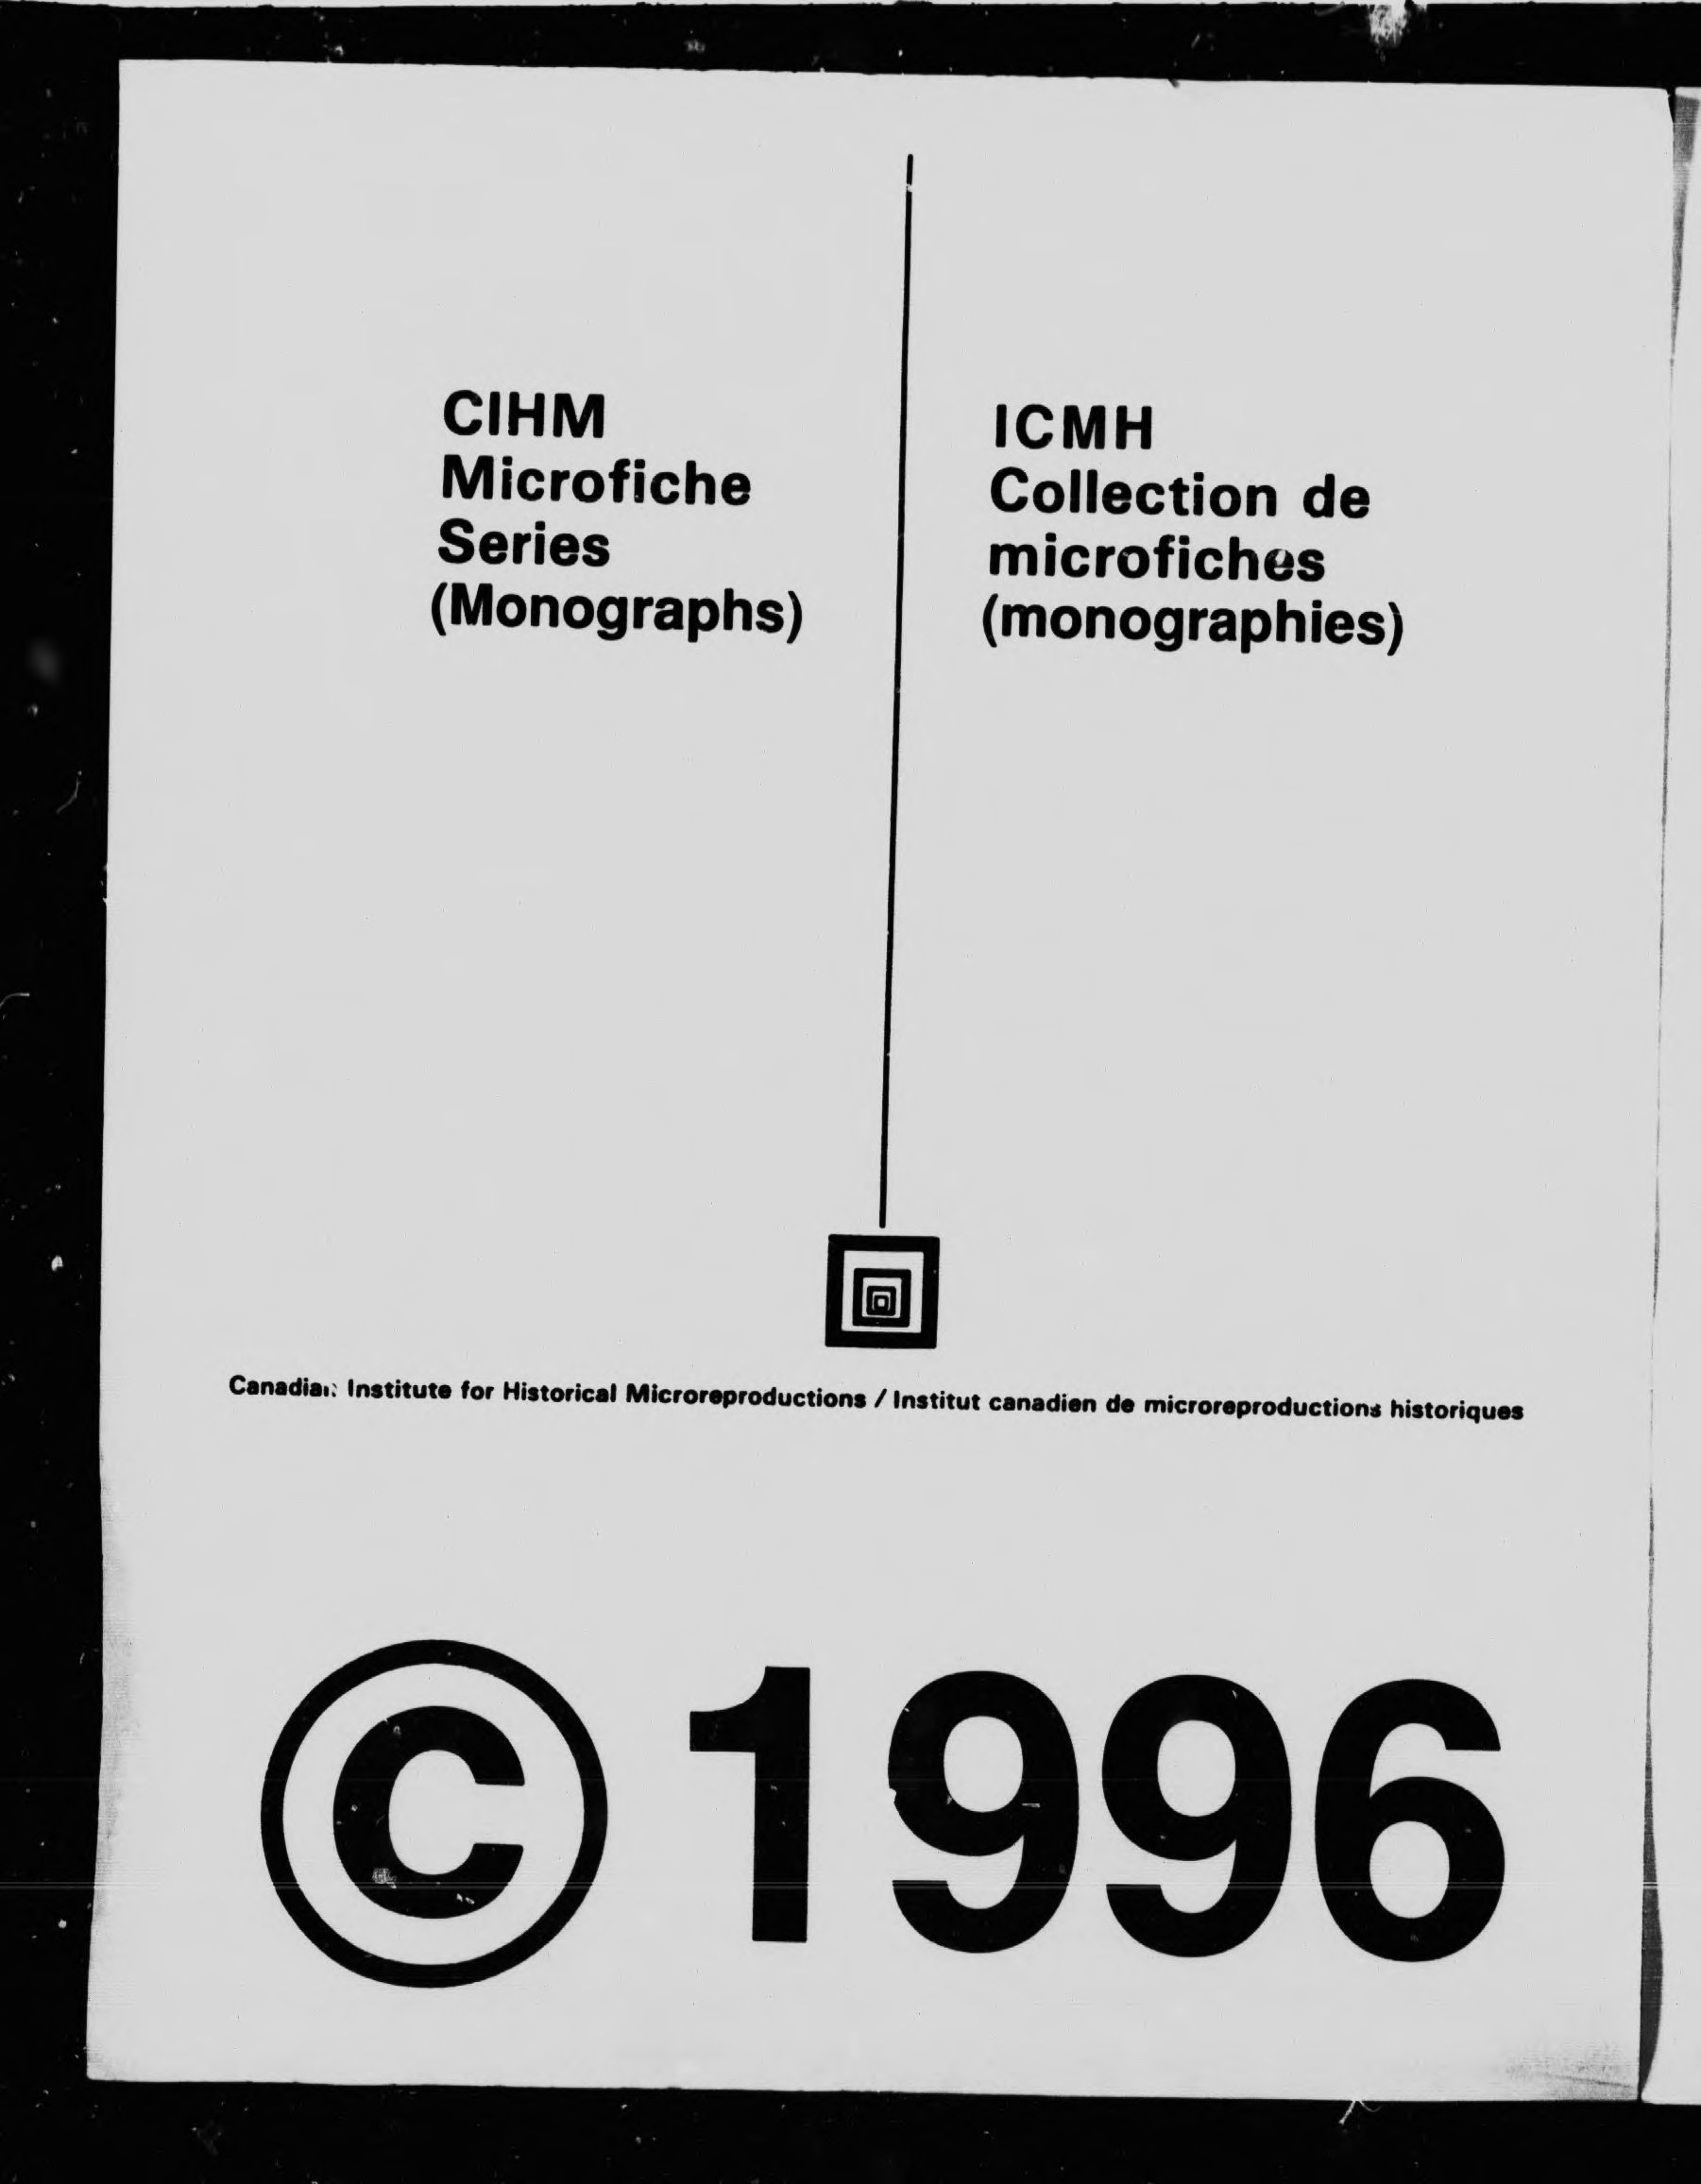 CIHM
Microfiche
Series
(Monographs)
ICMH
Collection de
microfiches
(monographies)
Canadian Institute for Historical Microreproductions / Institut canadien de microreproductions historiques
© 1996